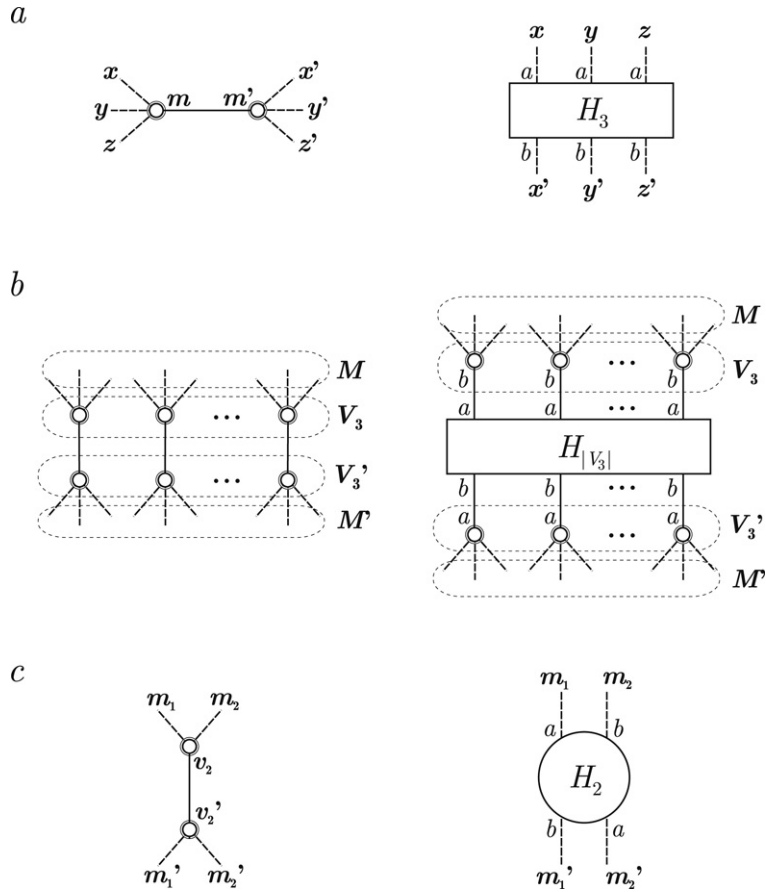 a
x y z
a a a
x m m' x'
y y'
z z'
H₃
b b b
x' y' z'
b
M
V₃
V₃'
M'
M
V₃
b b ... b
a a ... a
H|V₃|
b b ... b
a a ... a
V₃'
M'
c
m₁ m₂
v₂
v₂'
m₁' m₂'
m₁ m₂
a b
H₂
b a
m₁' m₂'